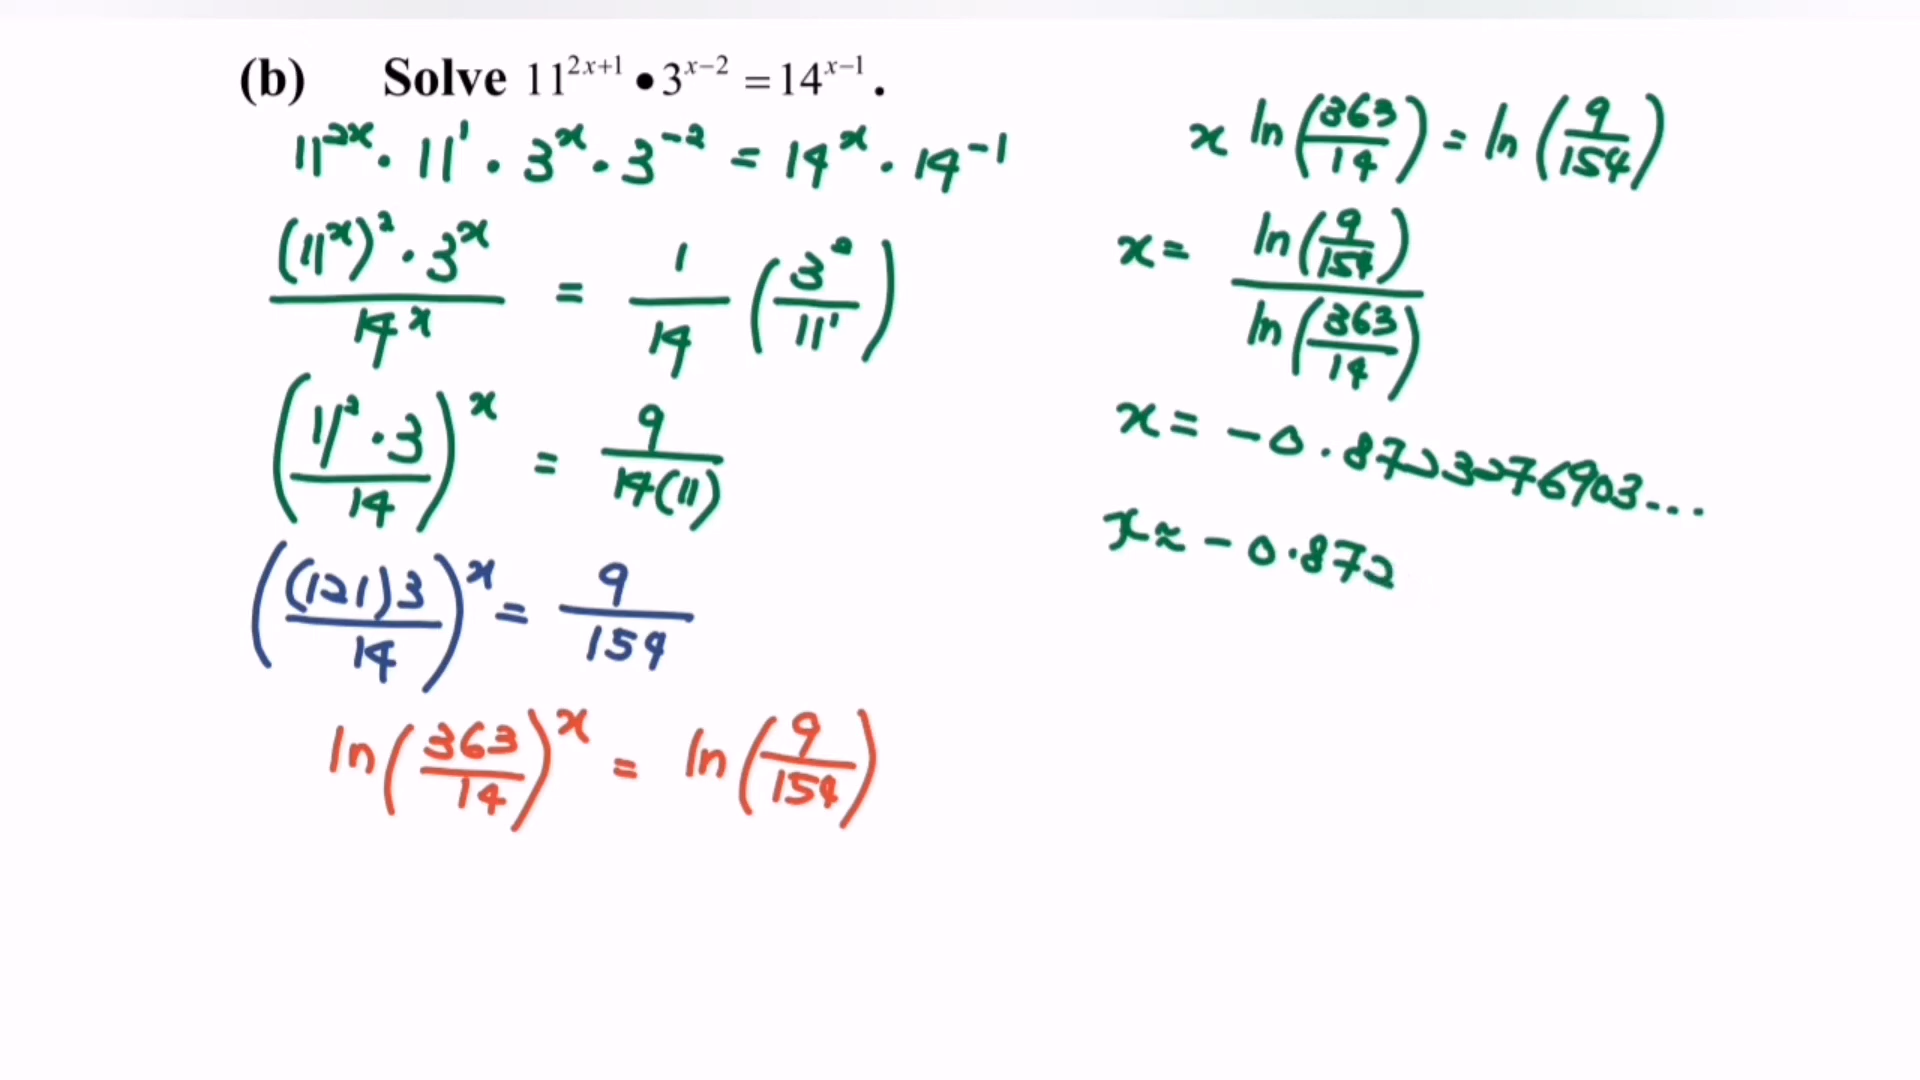 (b) Solve 11^{2x+1} • 3^{x−2} = 14^{x−1}.
11^{2x} · 11^1 · 3^x · 3^{-2} = 14^x · 14^{-1}
(11^x)^2 · 3^x / 14^x = 1/14 (3^2 / 11^1)
(11^2 · 3 / 14)^x = 9 / 14(11)
((121)3 / 14)^x = 9 / 154
ln(363/14)^x = ln(9/154)
x ln(363/14) = ln(9/154)
x = ln(9/154) / ln(363/14)
x = -0.8723276903...
x ≈ -0.872